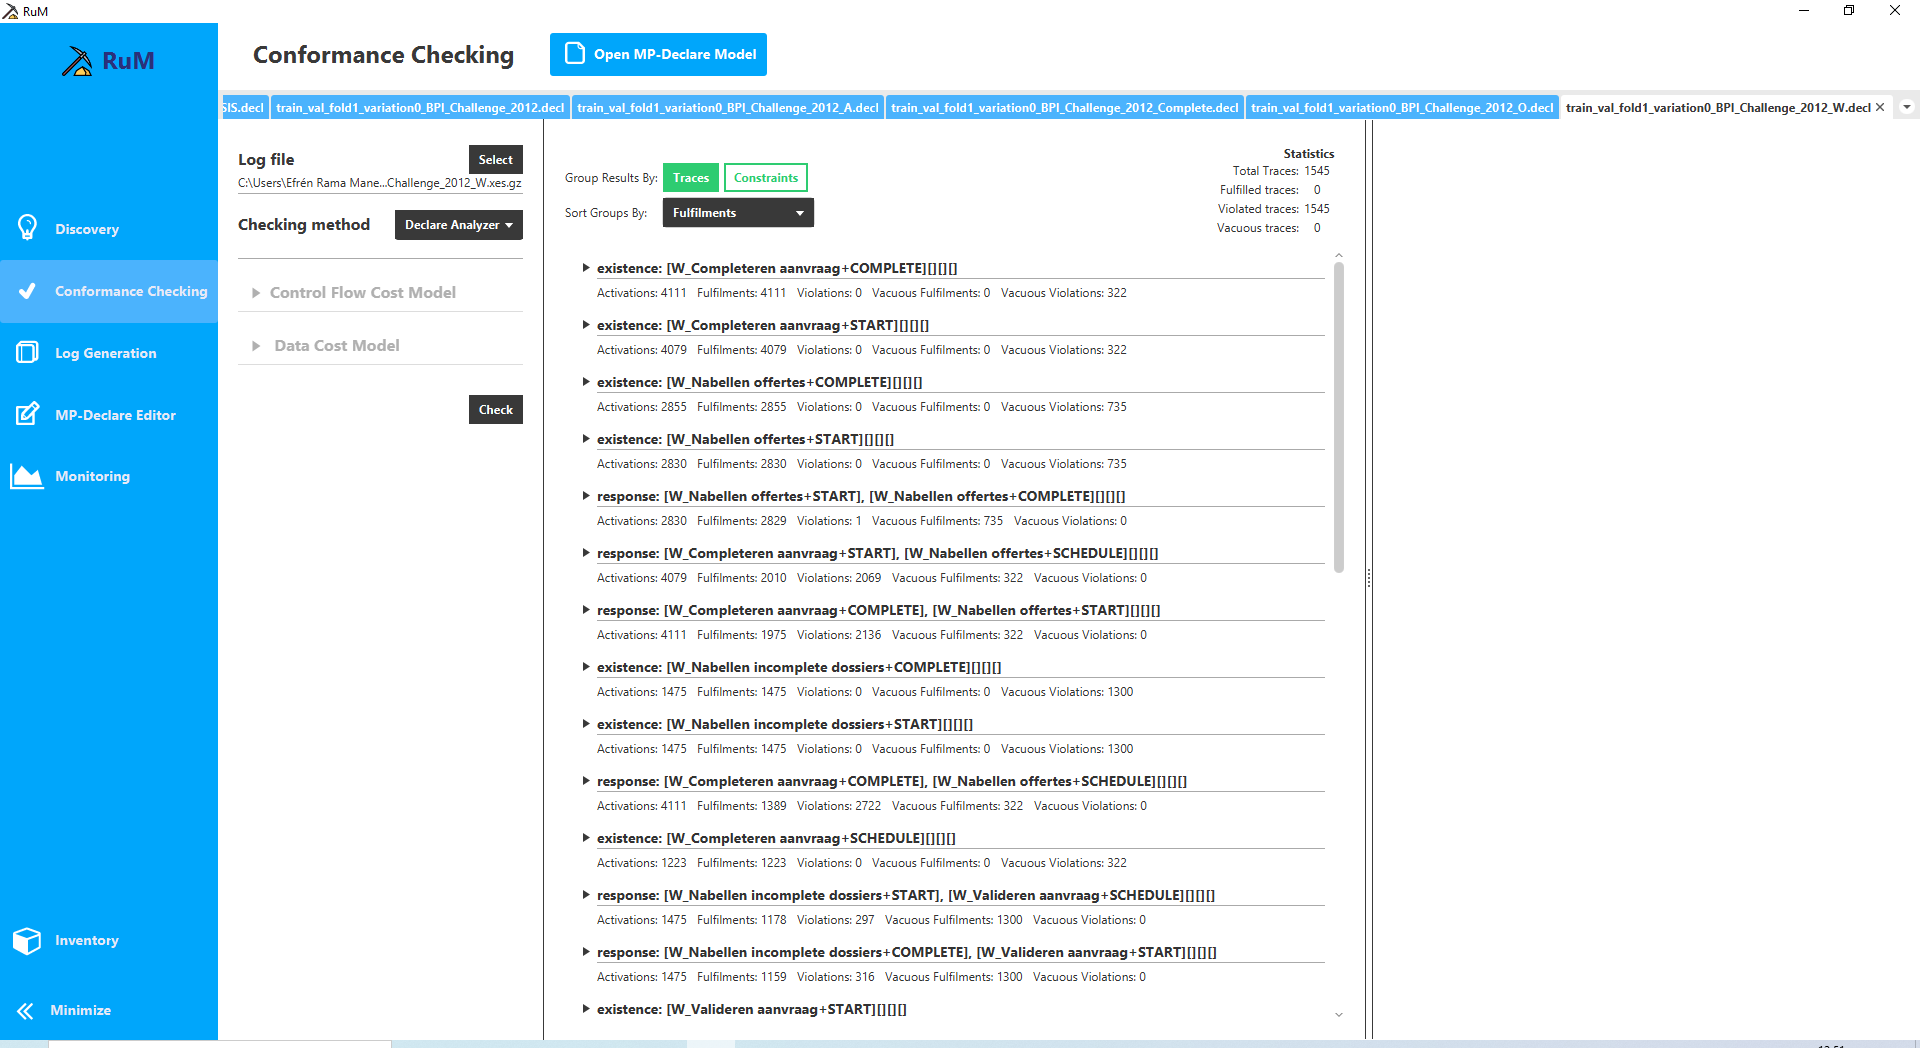 RuM
RuM
Conformance Checking
Open MP-Declare Model
SIS.decl
train_val_fold1_variation0_BPI_Challenge_2012.decl
train_val_fold1_variation0_BPI_Challenge_2012_A.decl
train_val_fold1_variation0_BPI_Challenge_2012_Complete.decl
train_val_fold1_variation0_BPI_Challenge_2012_O.decl
train_val_fold1_variation0_BPI_Challenge_2012_W.decl
Discovery
Conformance Checking
Log Generation
MP-Declare Editor
Monitoring
Inventory
Minimize
Log file
Select
C:\Users\Efrén Rama Mane...Challenge_2012_W.xes.gz
Checking method
Declare Analyzer
Control Flow Cost Model
Data Cost Model
Check
Group Results By: Traces Constraints
Sort Groups By: Fulfilments
Statistics
Total Traces: 1545
Fulfilled traces: 0
Violated traces: 1545
Vacuous traces: 0
existence: [W_Completeren aanvraag+COMPLETE][][][]
Activations: 4111 Fulfilments: 4111 Violations: 0 Vacuous Fulfilments: 0 Vacuous Violations: 322
existence: [W_Completeren aanvraag+START][][][]
Activations: 4079 Fulfilments: 4079 Violations: 0 Vacuous Fulfilments: 0 Vacuous Violations: 322
existence: [W_Nabellen offertes+COMPLETE][][][]
Activations: 2855 Fulfilments: 2855 Violations: 0 Vacuous Fulfilments: 0 Vacuous Violations: 735
existence: [W_Nabellen offertes+START][][][]
Activations: 2830 Fulfilments: 2830 Violations: 0 Vacuous Fulfilments: 0 Vacuous Violations: 735
response: [W_Nabellen offertes+START], [W_Nabellen offertes+COMPLETE][][][]
Activations: 2830 Fulfilments: 2829 Violations: 1 Vacuous Fulfilments: 735 Vacuous Violations: 0
response: [W_Completeren aanvraag+START], [W_Nabellen offertes+SCHEDULE][][][]
Activations: 4079 Fulfilments: 2010 Violations: 2069 Vacuous Fulfilments: 322 Vacuous Violations: 0
response: [W_Completeren aanvraag+COMPLETE], [W_Nabellen offertes+START][][][]
Activations: 4111 Fulfilments: 1975 Violations: 2136 Vacuous Fulfilments: 322 Vacuous Violations: 0
existence: [W_Nabellen incomplete dossiers+COMPLETE][][][]
Activations: 1475 Fulfilments: 1475 Violations: 0 Vacuous Fulfilments: 0 Vacuous Violations: 1300
existence: [W_Nabellen incomplete dossiers+START][][][]
Activations: 1475 Fulfilments: 1475 Violations: 0 Vacuous Fulfilments: 0 Vacuous Violations: 1300
response: [W_Completeren aanvraag+COMPLETE], [W_Nabellen offertes+SCHEDULE][][][]
Activations: 4111 Fulfilments: 1389 Violations: 2722 Vacuous Fulfilments: 322 Vacuous Violations: 0
existence: [W_Completeren aanvraag+SCHEDULE][][][]
Activations: 1223 Fulfilments: 1223 Violations: 0 Vacuous Fulfilments: 0 Vacuous Violations: 322
response: [W_Nabellen incomplete dossiers+START], [W_Valideren aanvraag+SCHEDULE][][][]
Activations: 1475 Fulfilments: 1178 Violations: 297 Vacuous Fulfilments: 1300 Vacuous Violations: 0
response: [W_Nabellen incomplete dossiers+COMPLETE], [W_Valideren aanvraag+START][][][]
Activations: 1475 Fulfilments: 1159 Violations: 316 Vacuous Fulfilments: 1300 Vacuous Violations: 0
existence: [W_Valideren aanvraag+START][][][]